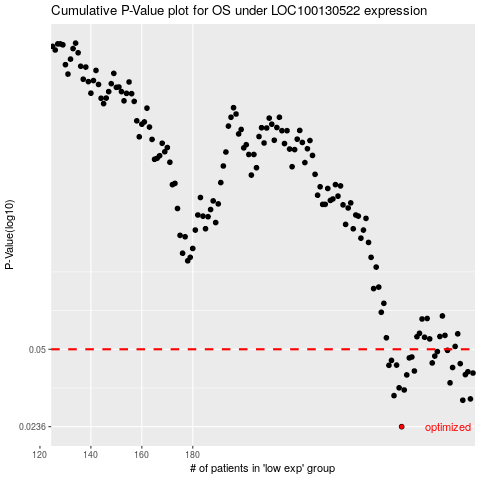 Cumulative P-Value plot for OS under LOC100130522 expression
P-Value(log10)
0.05
0.0236
optimized
120 140 160 180
# of patients in 'low exp' group